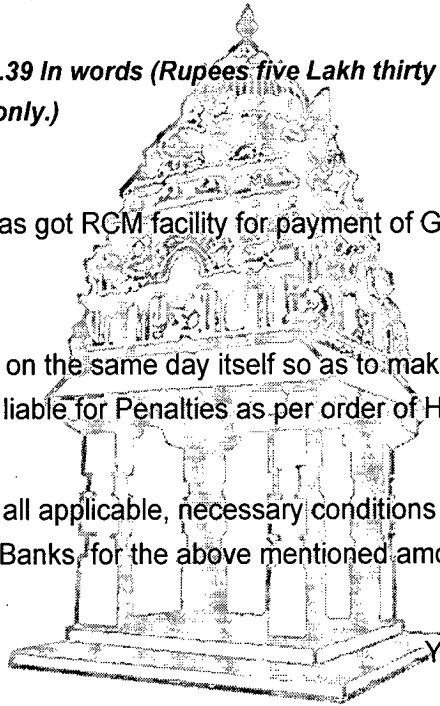 .39 In words (Rupees five Lakh thirty
only.)
as got RCM facility for payment of G
on the same day itself so as to mak
liable for Penalties as per order of H
all applicable, necessary conditions
Banks, for the above mentioned amo
Y